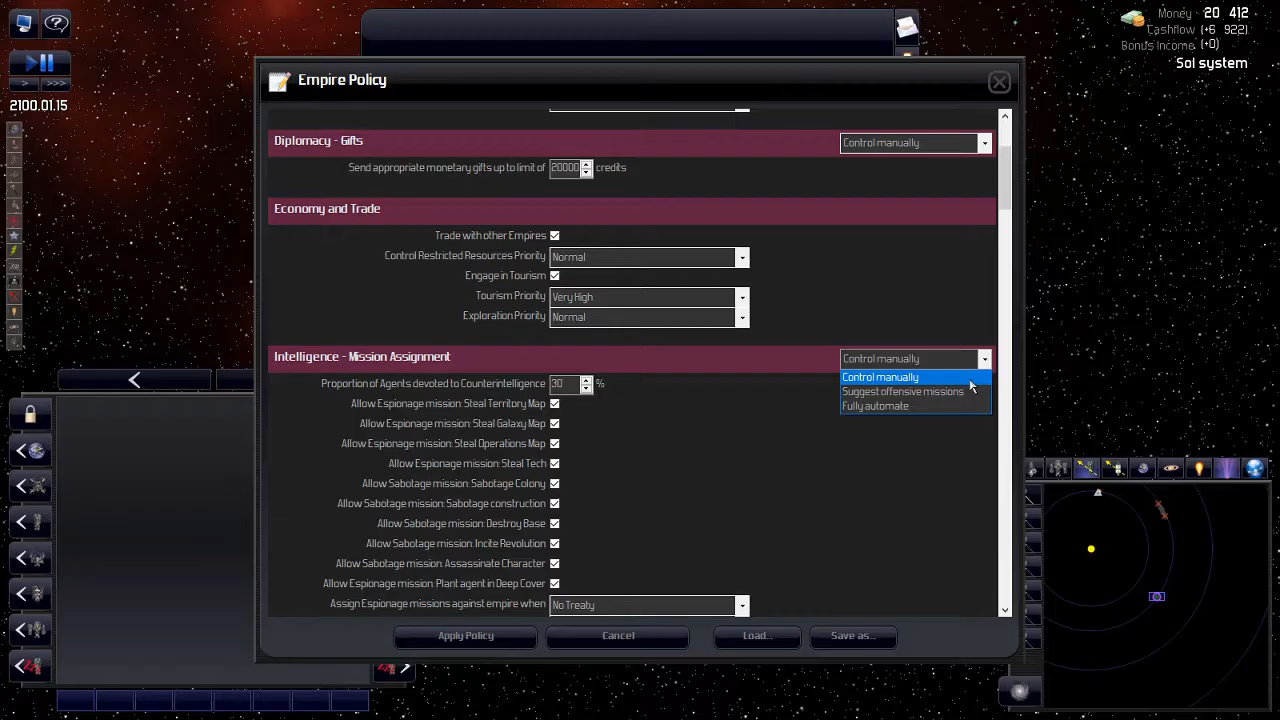 Money 20 412
Cashflow (+6 922)
Bonus Income (+0)
Sol system
> >>>
2100.01.15
Empire Policy
Diplomacy - Gifts
Control manually
Send appropriate monetary gifts up to limit of 20000 credits
Economy and Trade
Trade with other Empires
Control Restricted Resources Priority Normal
Engage in Tourism
Tourism Priority Very High
Exploration Priority Normal
Intelligence - Mission Assignment
Control manually
Control manually
Suggest offensive missions
Fully automate
Proportion of Agents devoted to Counterintelligence 30 %
Allow Espionage mission: Steal Territory Map
Allow Espionage mission: Steal Galaxy Map
Allow Espionage mission: Steal Operations Map
Allow Espionage mission: Steal Tech
Allow Sabotage mission: Sabotage Colony
Allow Sabotage mission: Sabotage construction
Allow Sabotage mission: Destroy Base
Allow Sabotage mission: Incite Revolution
Allow Sabotage mission: Assassinate Character
Allow Espionage mission: Plant agent in Deep Cover
Assign Espionage missions against empire when No Treaty
Apply Policy
Cancel
Load...
Save as...